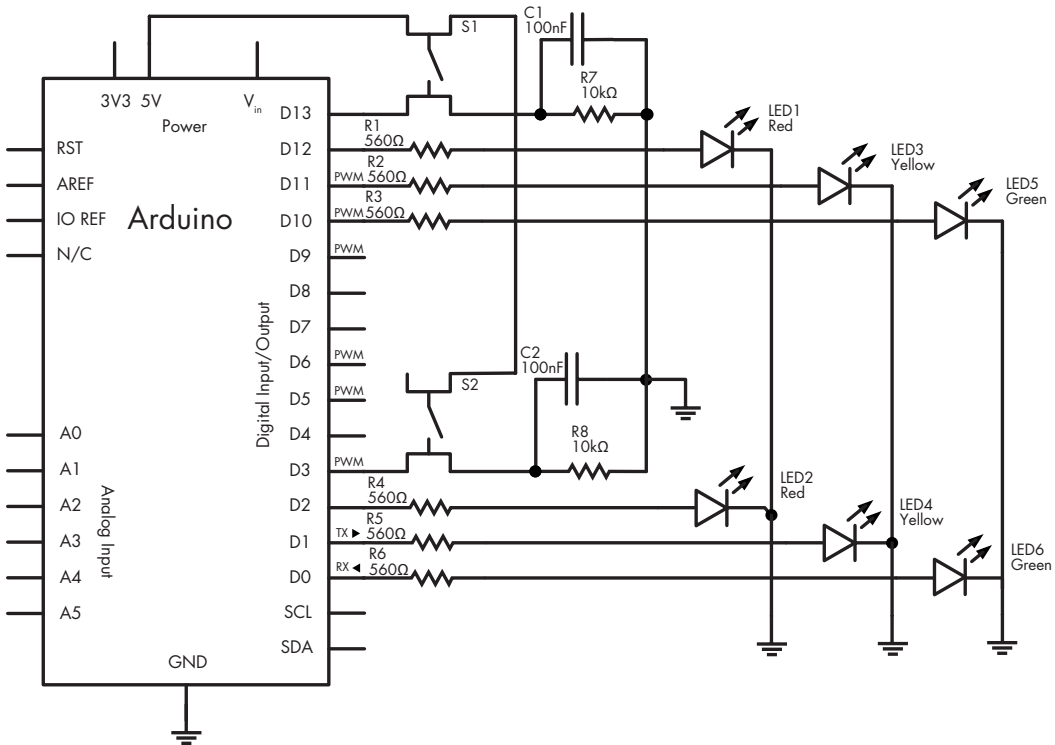 C1
100nF
S1
R7
10kΩ
3V3 5V
Vin
Power
D13
R1
560Ω
LED1
Red
RST
D12
R2
560Ω
LED3
Yellow
AREF
D11
PWM
R3
560Ω
LED5
Green
IO REF
Arduino
D10
PWM
N/C
D9
PWM
D8
D7
Digital Input/Output
D6
PWM
C2
100nF
S2
D5
PWM
A0
D4
R8
10kΩ
A1
D3
PWM
Analog Input
R4
560Ω
LED2
Red
A2
D2
R5
560Ω
LED4
Yellow
A3
D1
TX ►
R6
560Ω
LED6
Green
A4
D0
RX ◄
A5
SCL
SDA
GND